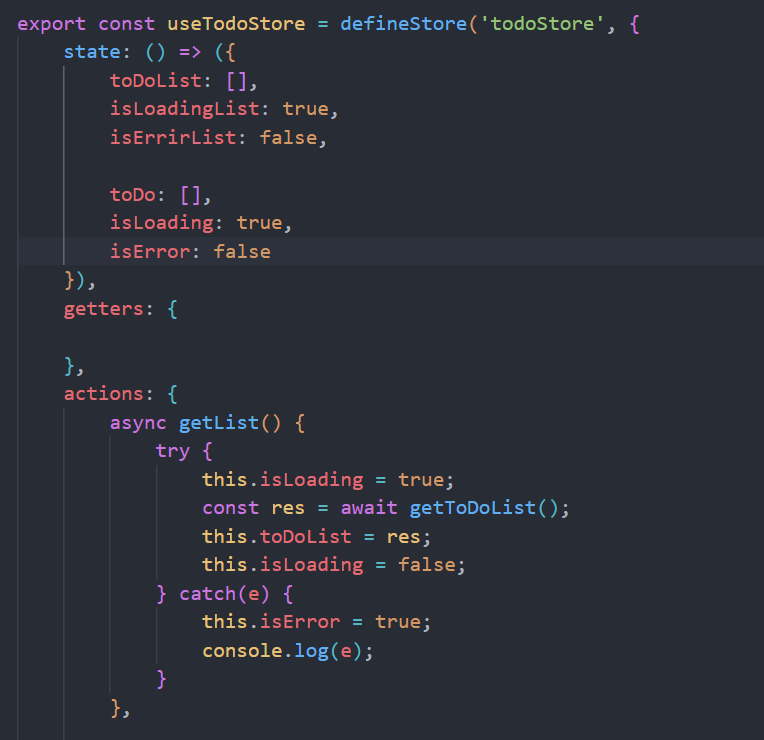 export const useTodoStore = defineStore('todoStore', {
    state: () => ({
        toDoList: [],
        isLoadingList: true,
        isErrirList: false,

        toDo: [],
        isLoading: true,
        isError: false
    }),
    getters: {

    },
    actions: {
        async getList() {
            try {
                this.isLoading = true;
                const res = await getToDoList();
                this.toDoList = res;
                this.isLoading = false;
            } catch(e) {
                this.isError = true;
                console.log(e);
            }
        },